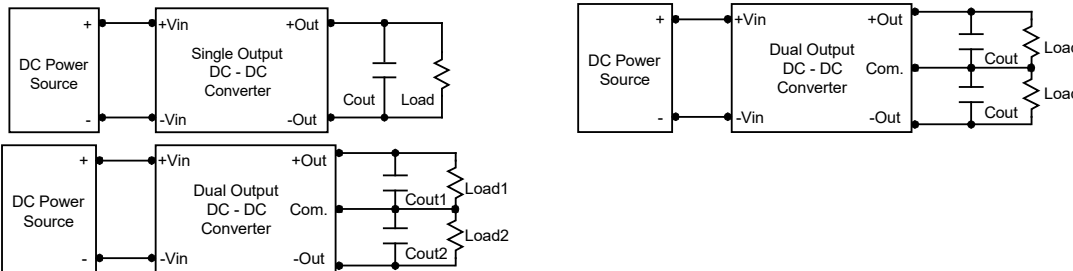 +
+Vin
+Out
DC Power
Source
Single Output
DC - DC
Converter
Cout
Load
-
-Vin
-Out
+
+Vin
+Out
DC Power
Source
Dual Output
DC - DC
Converter
Com.
Cout
Load
Cout
Load
-
-Vin
-Out
+
+Vin
+Out
DC Power
Source
Dual Output
DC - DC
Converter
Com.
Cout1
Load1
Cout2
Load2
-
-Vin
-Out